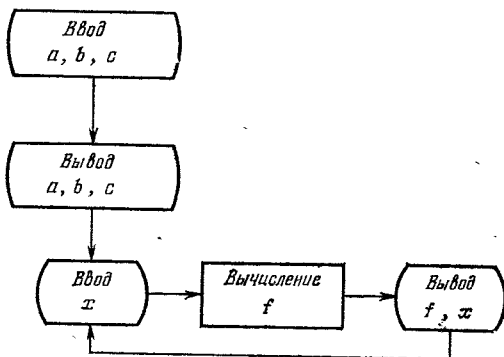 Ввод
a, b, c
Вывод
a, b, c
Ввод
x
Вычисление
f
Вывод
f, x